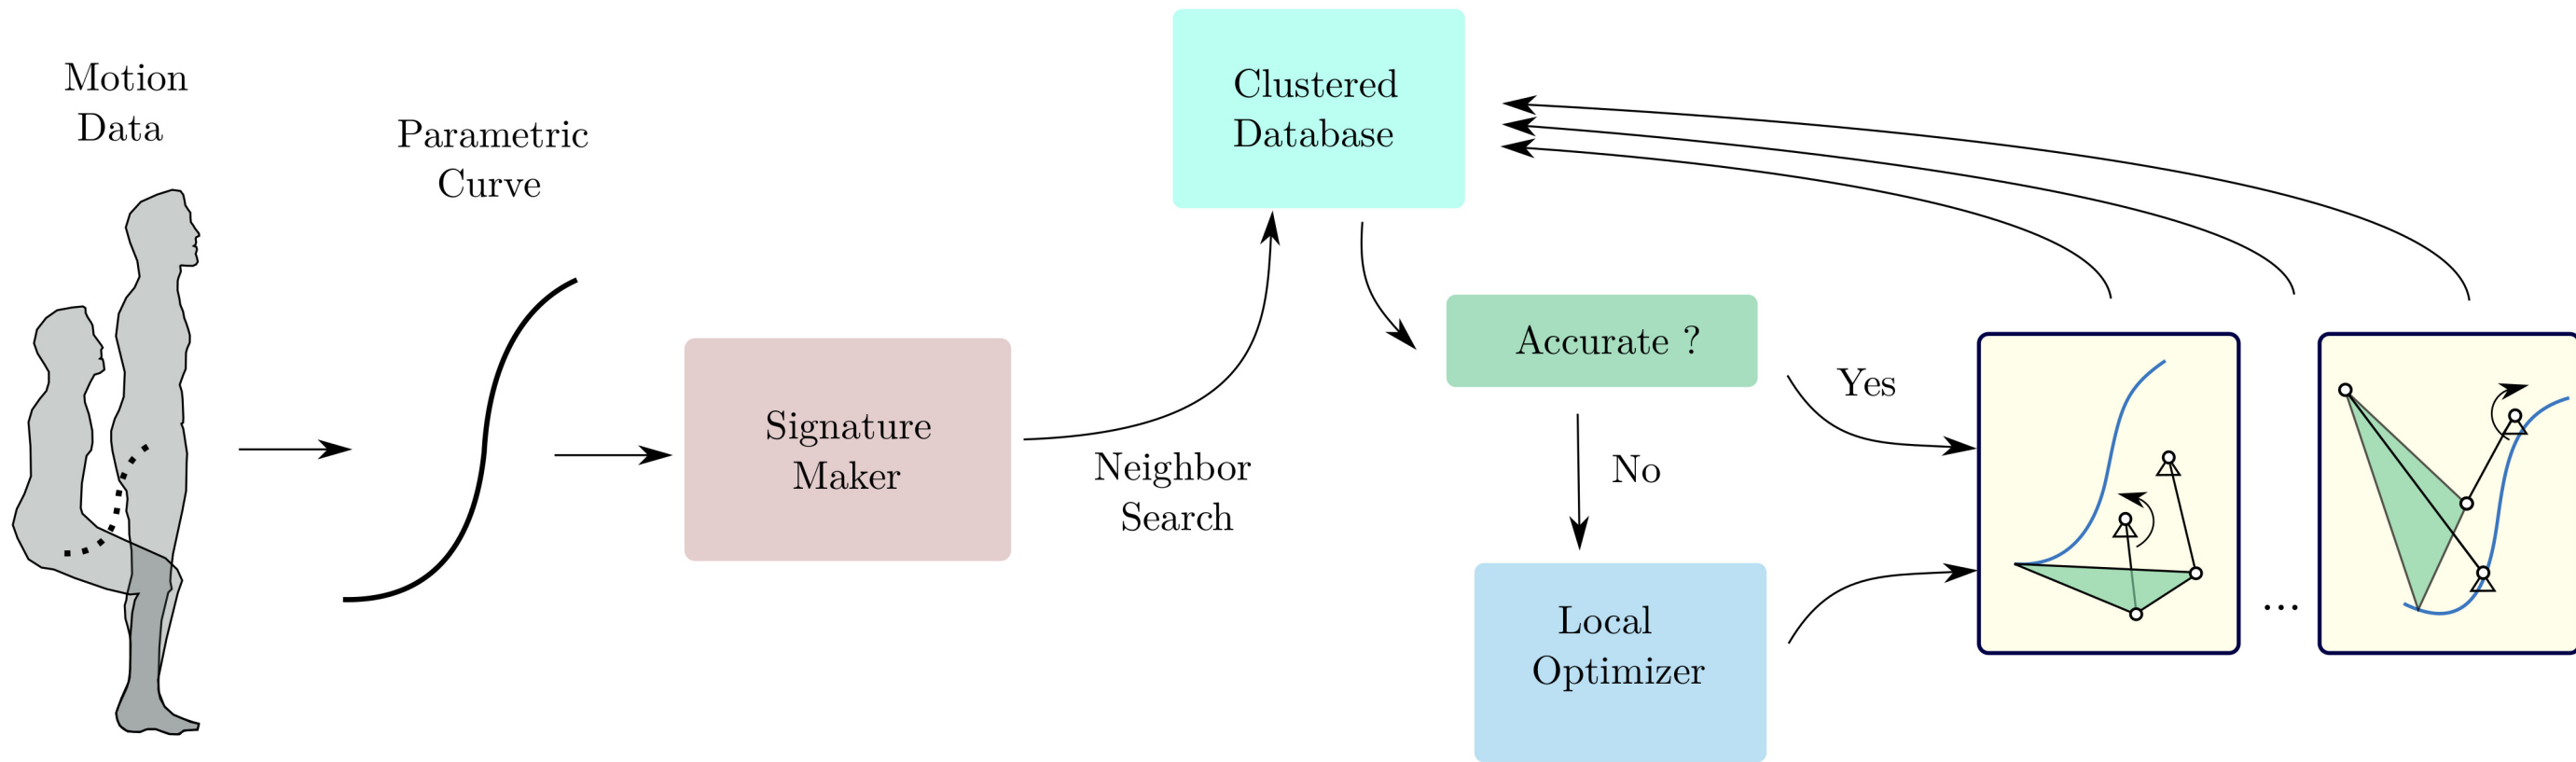 Motion
Data
Parametric
Curve
Signature
Maker
Neighbor
Search
Clustered
Database
Accurate ?
Yes
No
Local
Optimizer
...